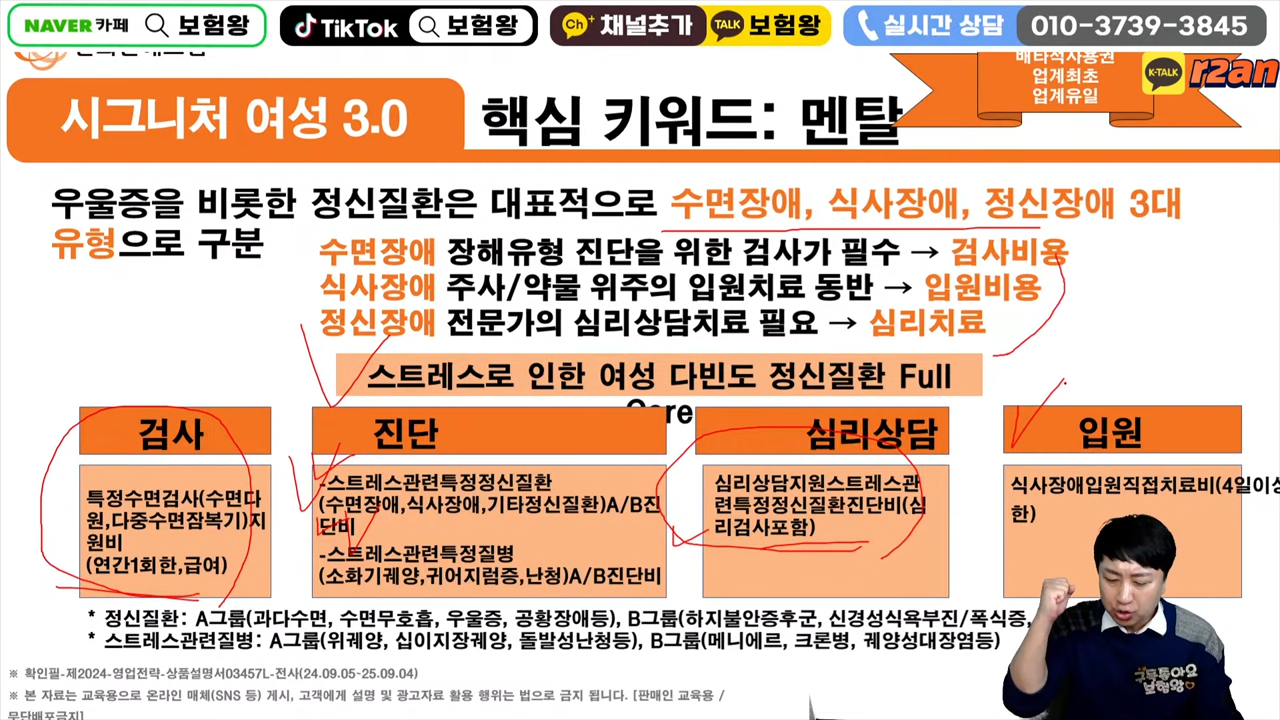 NAVER 카페 보험왕
TikTok 보험왕
Ch+ 채널추가 TALK 보험왕
실시간 상담 010-3739-3845
배타적사용권
업계최초
업계유일
K-TALK r2an
시그니처 여성 3.0
핵심 키워드: 멘탈
우울증을 비롯한 정신질환은 대표적으로 수면장애, 식사장애, 정신장애 3대
유형으로 구분
수면장애 장해유형 진단을 위한 검사가 필수 → 검사비용
식사장애 주사/약물 위주의 입원치료 동반 → 입원비용
정신장애 전문가의 심리상담치료 필요 → 심리치료
스트레스로 인한 여성 다빈도 정신질환 Full
Core
검사
특정수면검사(수면다
원,다중수면잠복기)지
원비
(연간1회한,급여)
진단
-스트레스관련특정정신질환
(수면장애,식사장애,기타정신질환)A/B진
단비
-스트레스관련특정질병
(소화기궤양,귀어지럼증,난청)A/B진단비
심리상담
심리상담지원스트레스관
련특정정신질환진단비(심
리검사포함)
입원
식사장애입원직접치료비(4일이상
한)
* 정신질환: A그룹(과다수면, 수면무호흡, 우울증, 공황장애등), B그룹(하지불안증후군, 신경성식욕부진/폭식증,
* 스트레스관련질병: A그룹(위궤양, 십이지장궤양, 돌발성난청등), B그룹(메니에르, 크론병, 궤양성대장염등)
※ 확인필-제2024-영업전략-상품설명서03457L-전사(24.09.05~25.09.04)
※ 본 자료는 교육용으로 온라인 매체(SNS 등) 게시, 고객에게 설명 및 광고자료 활용 행위는 법으로 금지 됩니다. [판매인 교육용 /
무단배포금지]
구독좋아요
보험왕